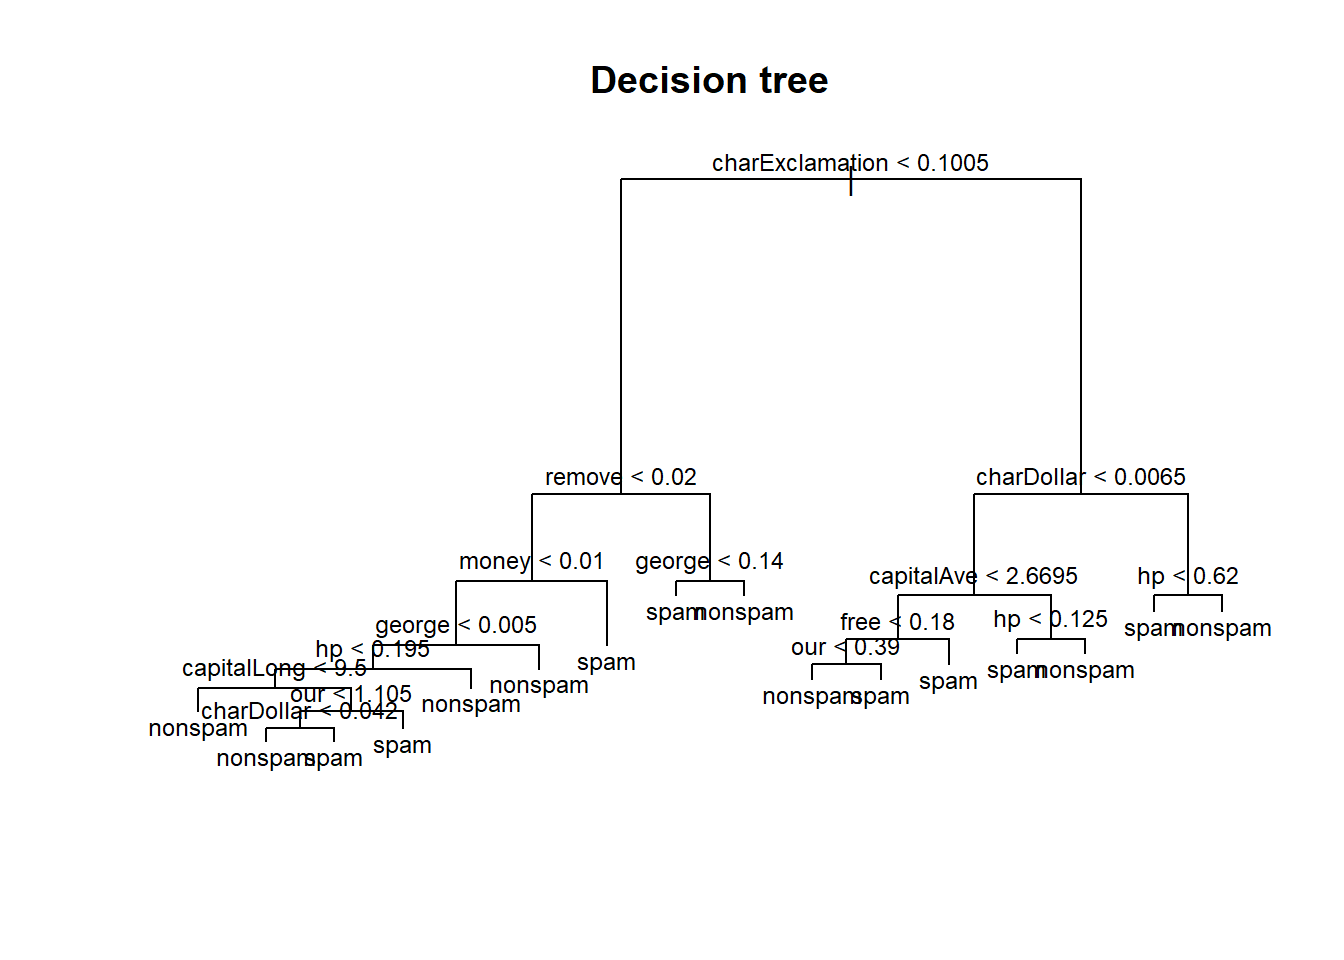 Decision tree
charExclamation < 0.1005
remove < 0.02
charDollar < 0.0065
money < 0.01
george < 0.14
capitalAve < 2.6695
hp < 0.62
spam
nonspam
george < 0.005
free < 0.18
hp < 0.125
spam
nonspam
hp < 0.195
our < 0.39
spam
capitalLong < 9.5
spam
nonspam
nonspam
spam
spam
nonspam
our < 1.105
nonspam
charDollar < 0.042
nonspam
spam
nonspam
spam